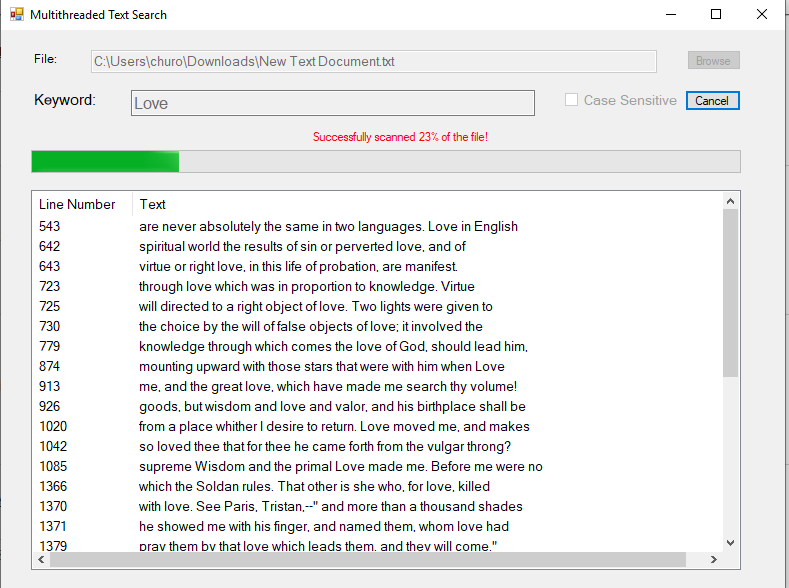 Multithreaded Text Search
File: C:\Users\churo\Downloads\New Text Document.txt Browse
Keyword: Love Case Sensitive Cancel
Successfully scanned 23% of the file!
Line Number Text
543 are never absolutely the same in two languages. Love in English
642 spiritual world the results of sin or perverted love, and of
643 virtue or right love, in this life of probation, are manifest.
723 through love which was in proportion to knowledge. Virtue
725 will directed to a right object of love. Two lights were given to
730 the choice by the will of false objects of love; it involved the
779 knowledge through which comes the love of God, should lead him,
874 mounting upward with those stars that were with him when Love
913 me, and the great love, which have made me search thy volume!
926 goods, but wisdom and love and valor, and his birthplace shall be
1020 from a place whither I desire to return. Love moved me, and makes
1042 so loved thee that for thee he came forth from the vulgar throng?
1085 supreme Wisdom and the primal Love made me. Before me were no
1366 which the Soldan rules. That other is she who, for love, killed
1370 with love. See Paris, Tristan,--" and more than a thousand shades
1371 he showed me with his finger, and named them, whom love had
1379 pray them by that love which leads them, and they will come."